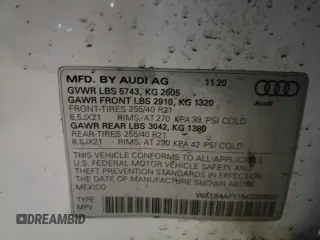 MFD. BY AUDI AG 11 20
GVWR LBS 5743, KG 2605
GAWR FRONT LBS 2910, KG 1320
FRONT-TIRES 255/40 R21
8,5JX21 RIMS/AT 270 KPA 39 PSI COLD
GAWR REAR LBS 3042, KG 1380
REAR-TIRES 255/40 R21
8,5JX21 RIMS/AT 290 KPA 42 PSI COLD
THIS VEHICLE CONFORMS TO ALL APPLICABLE
U.S. FEDERAL MOTOR VEHICLE SAFETY,
BUMPER, AND THEFT PREVENTION
STANDARDS IN EFFECT ON THE DATE OF
MANUFACTURE SHOWN ABOVE
MEXICO
TYPE:
Audi
DREAMBID